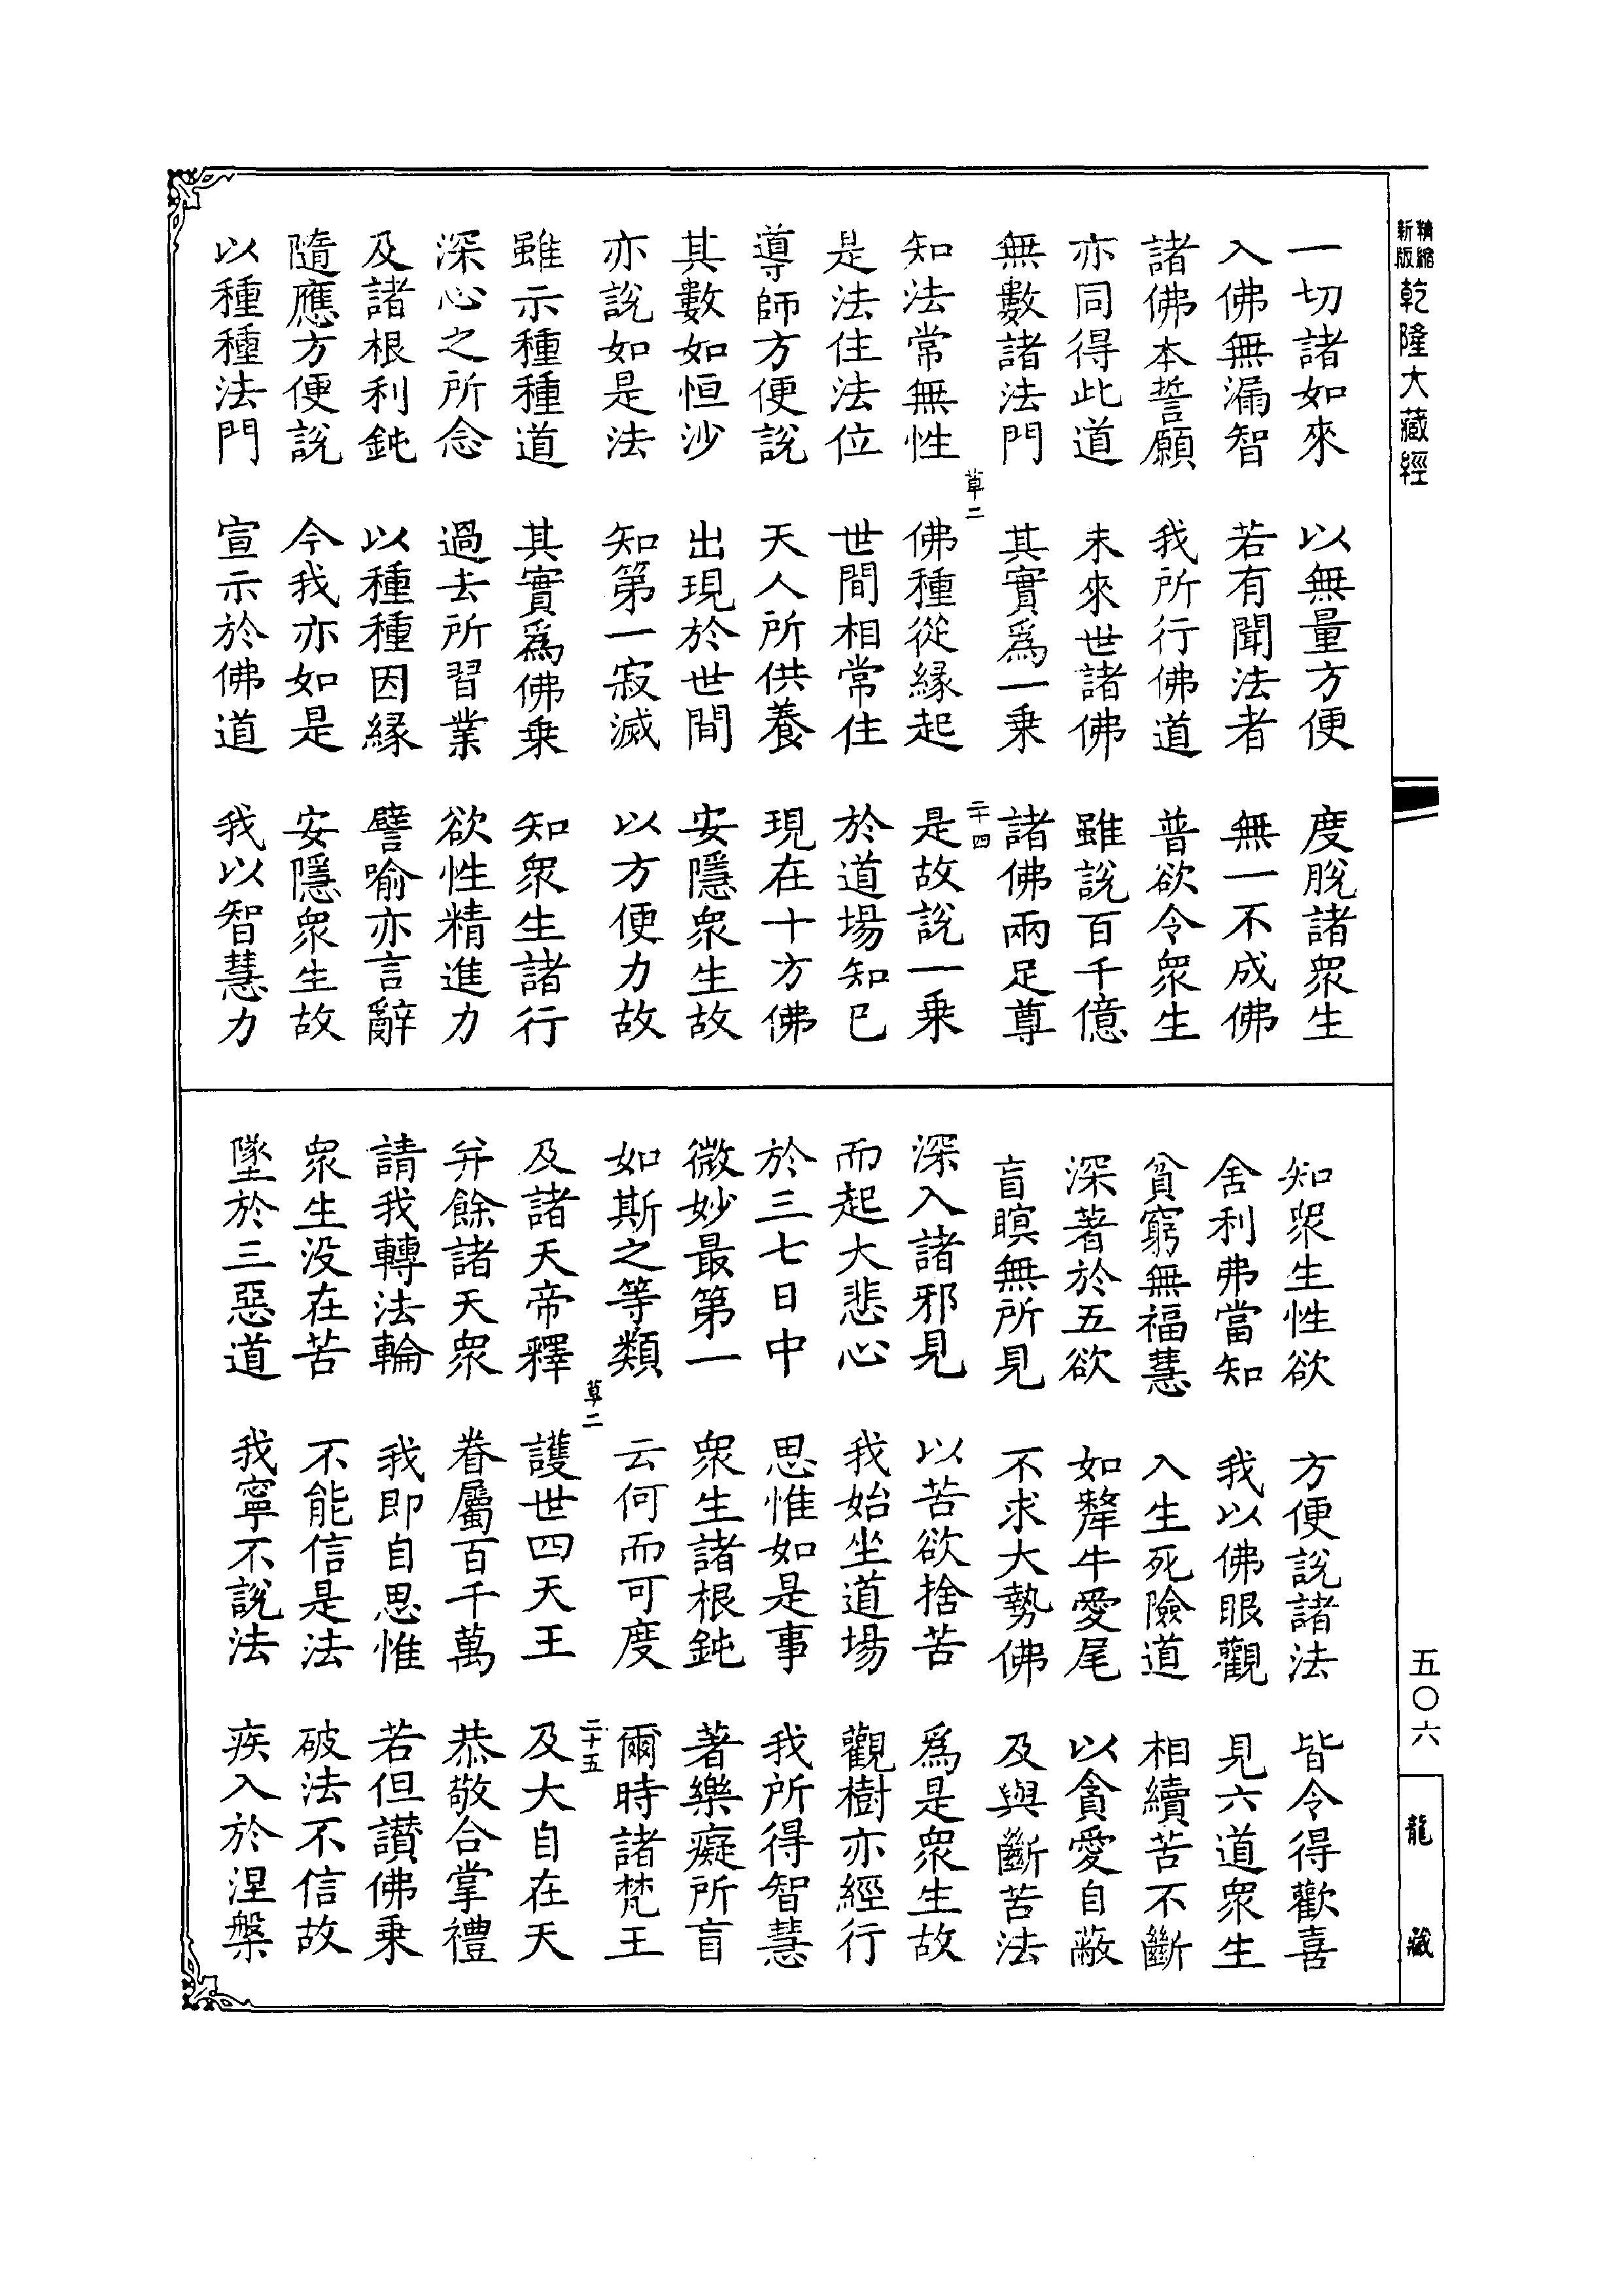 精縮新版乾隆大藏經
一切諸如來　以無量方便　度脫諸衆生
入佛無漏智　若有聞法者　無一不成佛
諸佛本誓願　我所行佛道　普欲令衆生
亦同得此道　未來世諸佛　雖說百千億
無數諸法門　其實爲一乗　諸佛兩足尊
草二　二十四
知法常無性　佛種從緣起　是故說一乗
是法住法位　世間相常住　於道場知已
導師方便說　天人所供養　現在十方佛
其數如恒沙　出現於世間　安隱衆生故
亦說如是法　知第一寂滅　以方便力故
雖示種種道　其實爲佛乗　知衆生諸行
深心之所念　過去所習業　欲性精進力
及諸根利鈍　以種種因緣　譬喻亦言辭
隨應方便說　今我亦如是　安隱衆生故
以種種法門　宣示於佛道　我以智慧力
知衆生性欲　方便說諸法　皆令得歡喜
舍利弗當知　我以佛眼觀　見六道衆生
貧窮無福慧　入生死險道　相續苦不斷
深著於五欲　如犛牛愛尾　以貪愛自蔽
盲瞑無所見　不求大勢佛　及與斷苦法
深入諸邪見　以苦欲捨苦　爲是衆生故
而起大悲心　我始坐道場　觀樹亦經行
於三七日中　思惟如是事　我所得智慧
微妙最第一　衆生諸根鈍　著樂癡所盲
如斯之等類　云何而可度　爾時諸梵王
草二　二十五
及諸天帝釋　護世四天王　及大自在天
并餘諸天衆　眷屬百千萬　恭敬合掌禮
請我轉法輪　我即自思惟　若但讃佛乗
衆生没在苦　不能信是法　破法不信故
墜於三惡道　我寧不說法　疾入於涅槃
五〇六
龍藏